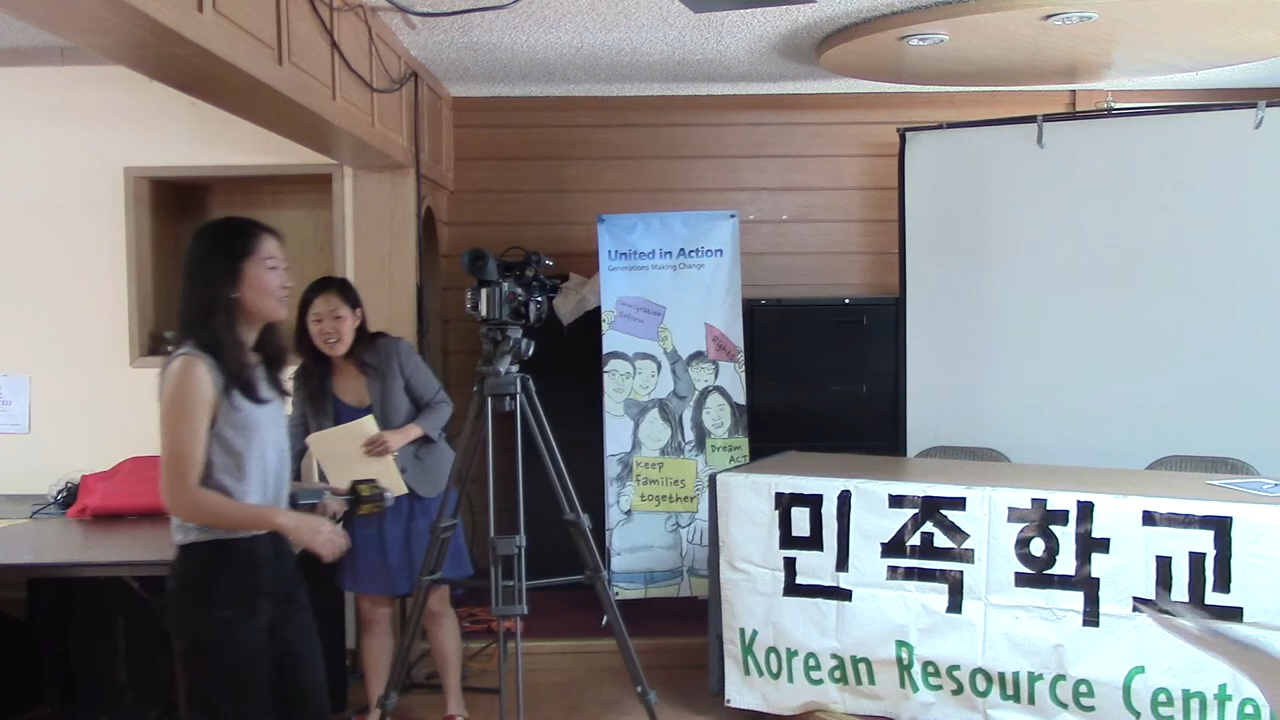 United in Action
Generations Making Change
Immigration
Reform
Rights
Keep
families
together
Dream
ACT
민족학교
Korean Resource Cente